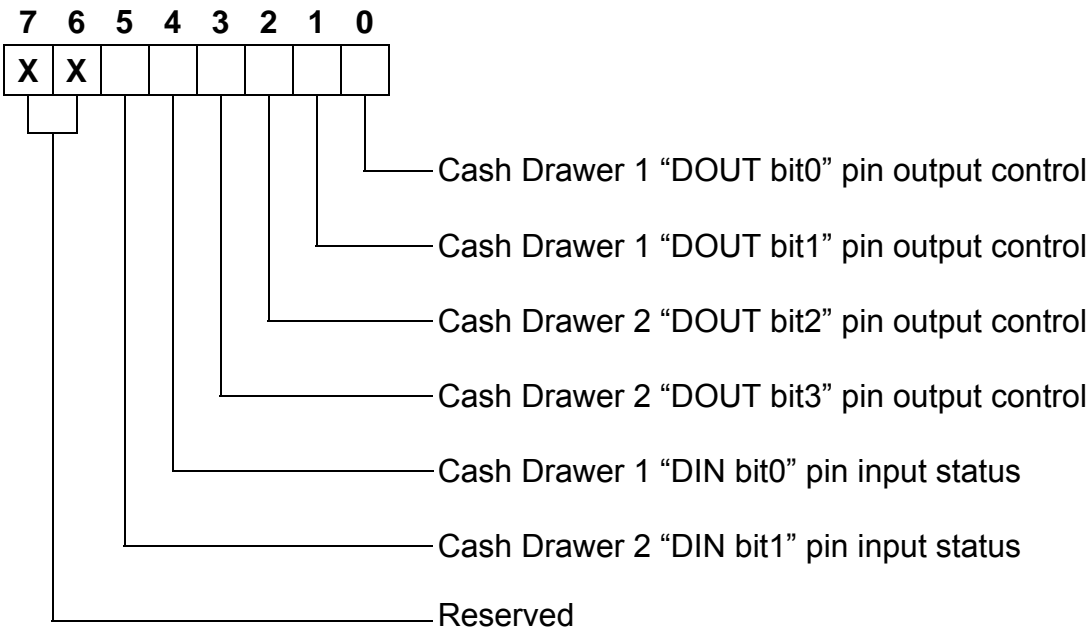 7 6 5 4 3 2 1 0
X X
Cash Drawer 1 “DOUT bit0” pin output control
Cash Drawer 1 “DOUT bit1” pin output control
Cash Drawer 2 “DOUT bit2” pin output control
Cash Drawer 2 “DOUT bit3” pin output control
Cash Drawer 1 “DIN bit0” pin input status
Cash Drawer 2 “DIN bit1” pin input status
Reserved